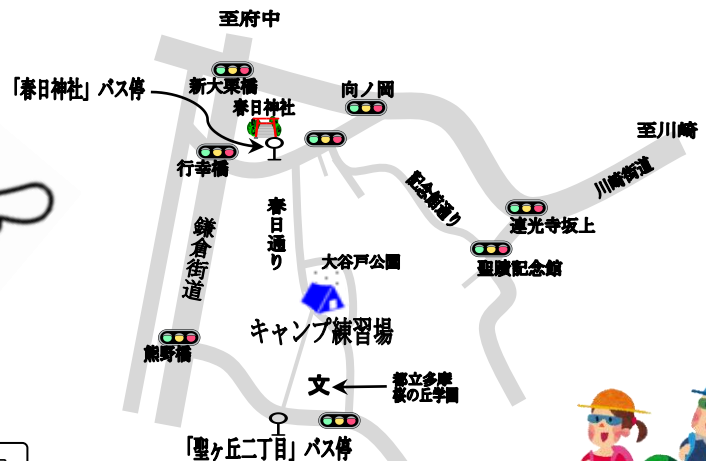 至府中
新大栗橋
「春日神社」バス停
向ノ岡
春日神社
至川崎
行幸橋
川崎街道
記念館通り
春日通り
連光寺坂上
鎌倉街道
大谷戸公園
聖蹟記念館
キャンプ練習場
熊野橋
文
都立多摩
桜の丘学園
「聖ヶ丘二丁目」バス停